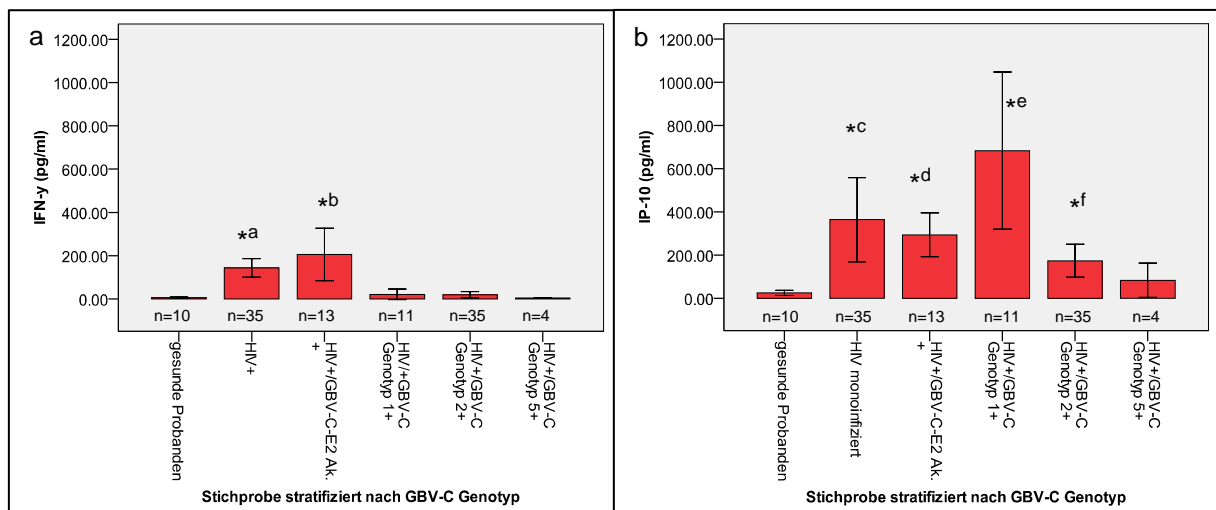 a
1200.00
1000.00
800.00
600.00
400.00
200.00
0.00
IFN-y (pg/ml)
*a
*b
n=10
n=35
n=13
n=11
n=35
n=4
gesunde Probanden
HIV+
HIV+/GBV-C-E2 Ak.
+
HIV/+GBV-C
Genotyp 1+
HIV+/GBV-C
Genotyp 2+
HIV+/GBV-C
Genotyp 5+
Stichprobe stratifiziert nach GBV-C Genotyp
b
1200.00
1000.00
800.00
600.00
400.00
200.00
0.00
IP-10 (pg/ml)
*c
*d
*e
*f
n=10
n=35
n=13
n=11
n=35
n=4
gesunde Probanden
HIV monoinfiziert
HIV+/GBV-C-E2 Ak.
+
HIV+/GBV-C
Genotyp 1+
HIV+/GBV-C
Genotyp 2+
HIV+/GBV-C
Genotyp 5+
Stichprobe stratifiziert nach GBV-C Genotyp